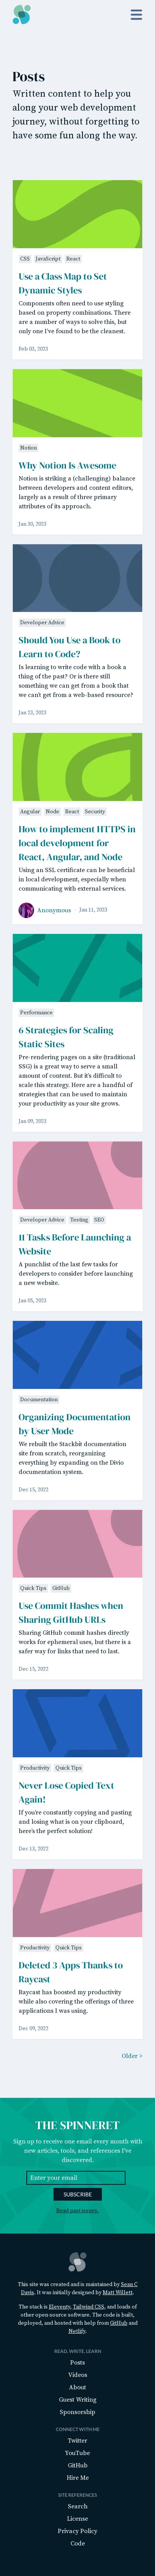 Posts
Written content to help you
along your web development
journey, without forgetting to
have some fun along the way.
CSS JavaScript React
Use a Class Map to Set
Dynamic Styles
Components often need to use styling
based on property combinations. There
are a number of ways to solve this, but
only one I've found to be the cleanest.
Feb 03, 2023
Notion
Why Notion Is Awesome
Notion is striking a (challenging) balance
between developers and content editors,
largely as a result of three primary
attributes of its approach.
Jan 30, 2023
Developer Advice
Should You Use a Book to
Learn to Code?
Is learning to write code with a book a
thing of the past? Or is there still
something we can get from a book that
we can't get from a web-based resource?
Jan 23, 2023
Angular Node React Security
How to implement HTTPS in
local development for
React, Angular, and Node
Using an SSL certificate can be beneficial
in local development, especially when
communicating with external services.
Anonymous Jan 11, 2023
Performance
6 Strategies for Scaling
Static Sites
Pre-rendering pages on a site (traditional
SSG) is a great way to serve a small
amount of content. But it's difficult to
scale this strategy. Here are a handful of
strategies that can be used to maintain
your productivity as your site grows.
Jan 09, 2023
Developer Advice Testing SEO
11 Tasks Before Launching a
Website
A punchlist of the last few tasks for
developers to consider before launching
a new website.
Jan 05, 2023
Documentation
Organizing Documentation
by User Mode
We rebuilt the Stackbit documentation
site from scratch, reorganizing
everything by expanding on the Divio
documentation system.
Dec 15, 2022
Quick Tips GitHub
Use Commit Hashes when
Sharing GitHub URLs
Sharing GitHub commit hashes directly
works for ephemeral uses, but there is a
safer way for links that need to last.
Dec 15, 2022
Productivity Quick Tips
Never Lose Copied Text
Again!
If you're constantly copying and pasting
and losing what is on your clipboard,
here's the perfect solution!
Dec 13, 2022
Productivity Quick Tips
Deleted 3 Apps Thanks to
Raycast
Raycast has boosted my productivity
while also covering the offerings of three
applications I was using.
Dec 09, 2022
Older >
THE SPINNERET
Sign up to receive one email every month with
new articles, tools, and references I've
discovered.
Enter your email
SUBSCRIBE
Read past issues.
This site was created and is maintained by Sean C
Davis. It was initially designed by Matt Willett.
The stack is Eleventy, Tailwind CSS, and loads of
other open source software. The code is built,
deployed, and hosted with help from GitHub and
Netlify.
READ, WRITE, LEARN
Posts
Videos
About
Guest Writing
Sponsorship
CONNECT WITH ME
Twitter
YouTube
GitHub
Hire Me
SITE REFERENCES
Search
License
Privacy Policy
Code